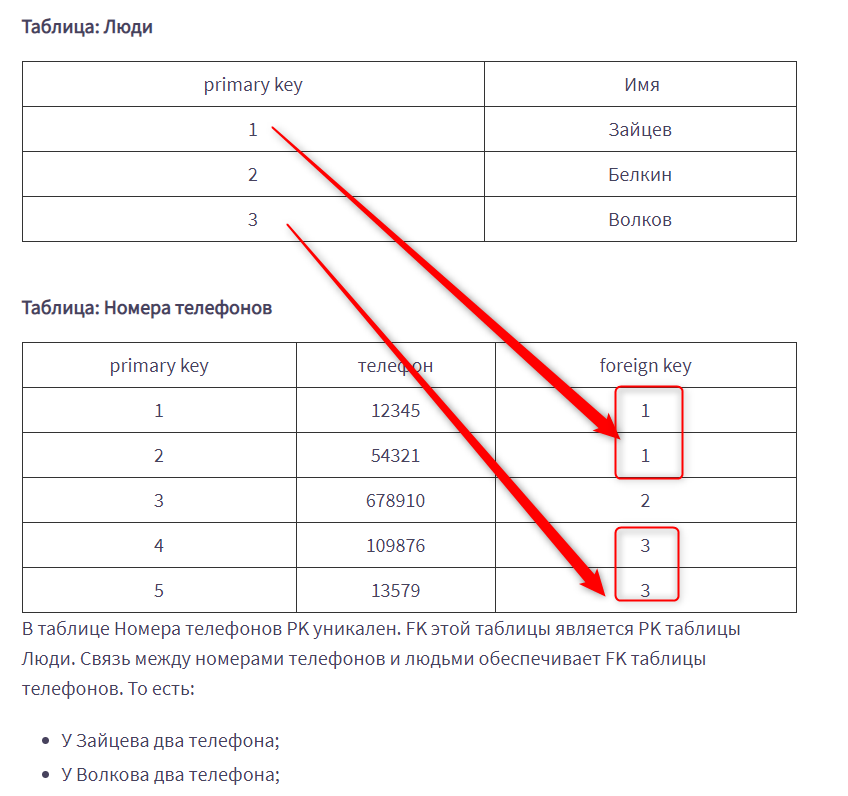 Таблица: Люди
primary key Имя
1 Зайцев
2 Белкин
3 Волков
Таблица: Номера телефонов
primary key телефон foreign key
1 12345 1
2 54321 1
3 678910 2
4 109876 3
5 13579 3
В таблице Номера телефонов PK уникален. FK этой таблицы является PK таблицы
Люди. Связь между номерами телефонов и людьми обеспечивает FK таблицы
телефонов. То есть:
• У Зайцева два телефона;
• У Волкова два телефона;